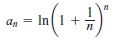 aₙ = ln(1 + 1/n)ⁿ